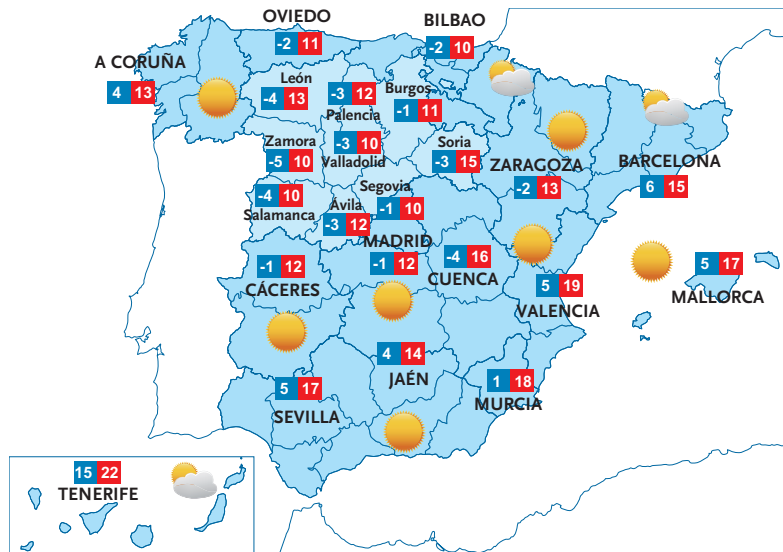 OVIEDO
-2 11
BILBAO
-2 10
A CORUÑA
4 13
León
-4 13
-3 12
Palencia
Burgos
-1 11
Zamora
-5 10
-3 10
Valladolid
Soria
-3 15
ZARAGOZA
-2 13
BARCELONA
6 15
-4 10
Salamanca
Ávila
-3 12
Segovia
-1 10
MADRID
-1 12
-4 16
CUENCA
-1 12
CÁCERES
5 19
VALENCIA
5 17
MALLORCA
4 14
JAÉN
1 18
MURCIA
5 17
SEVILLA
15 22
TENERIFE